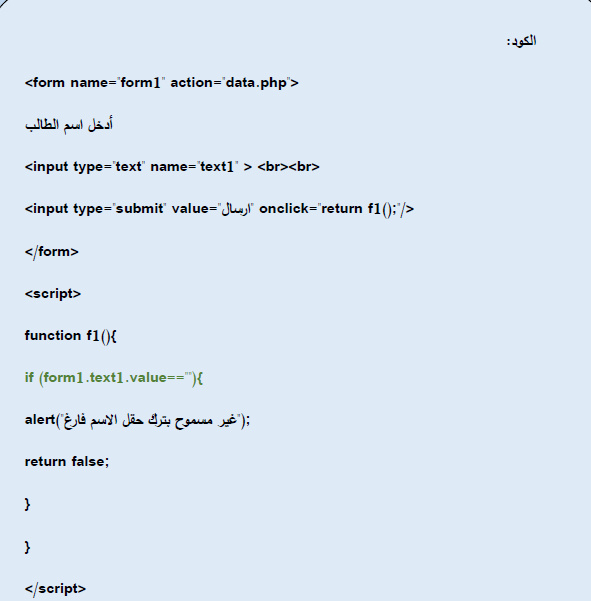 الكود:
<form name="form1" action="data.php">
أدخل اسم الطالب
<input type="text" name="text1" > <br><br>
<input type="submit" value="ارسال" onclick="return f1();"/>
</form>
<script>
function f1(){
if (form1.text1.value==""){
alert("غير مسموح بترك حقل الاسم فارغ");
return false;
}
}
</script>